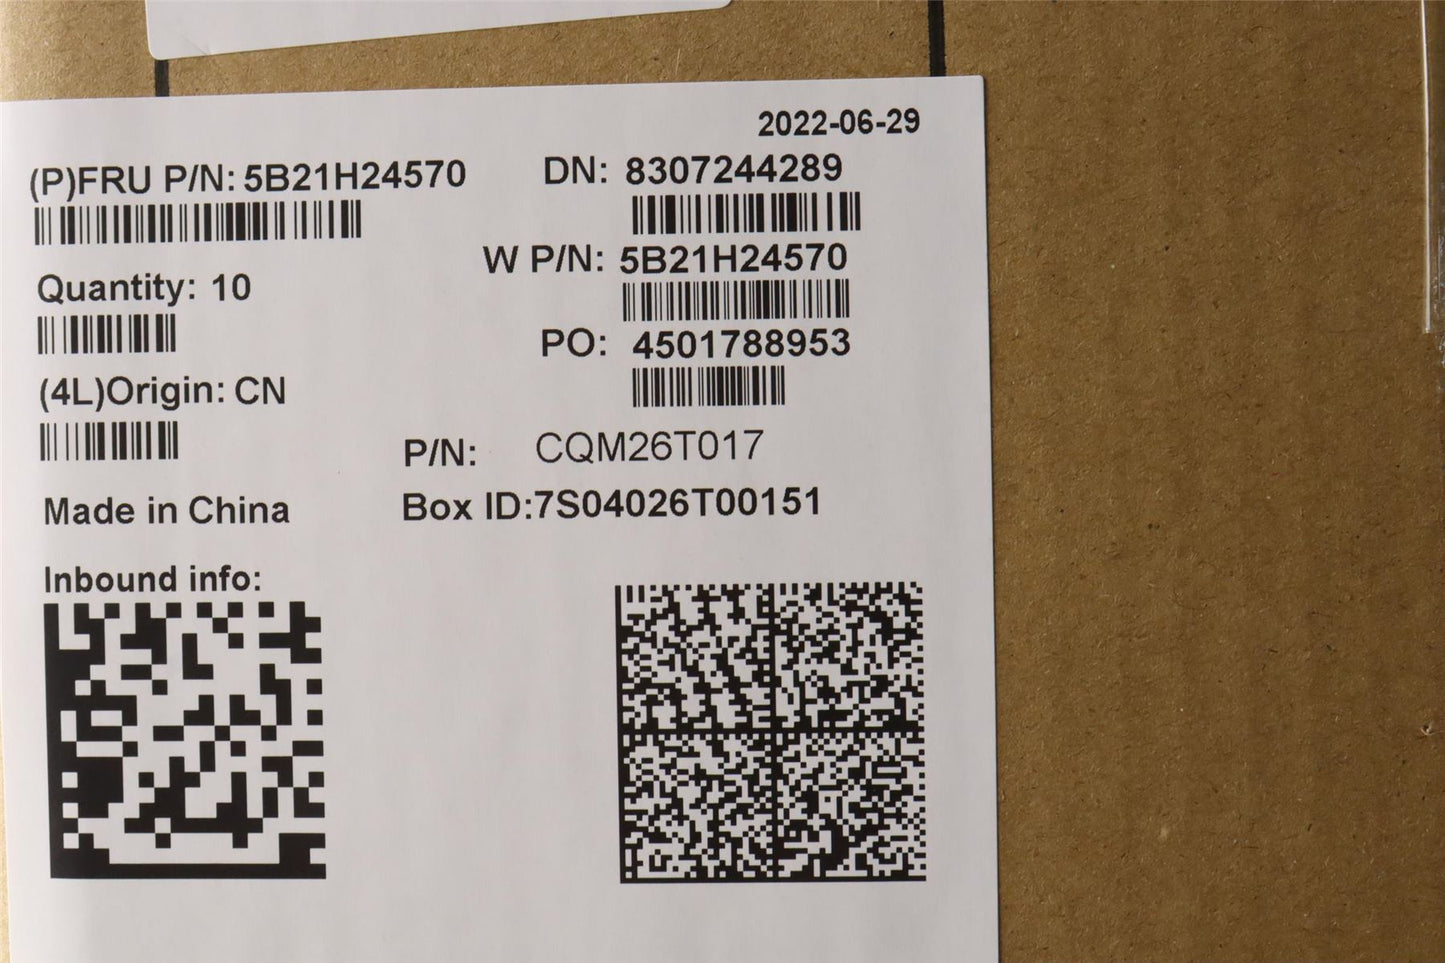 2022-06-29
(P)FRU P/N: 5B21H24570
DN: 8307244289
W P/N: 5B21H24570
Quantity: 10
PO: 4501788953
(4L)Origin: CN
P/N: CQM26T017
Made in China
Box ID:7S04026T00151
Inbound info: